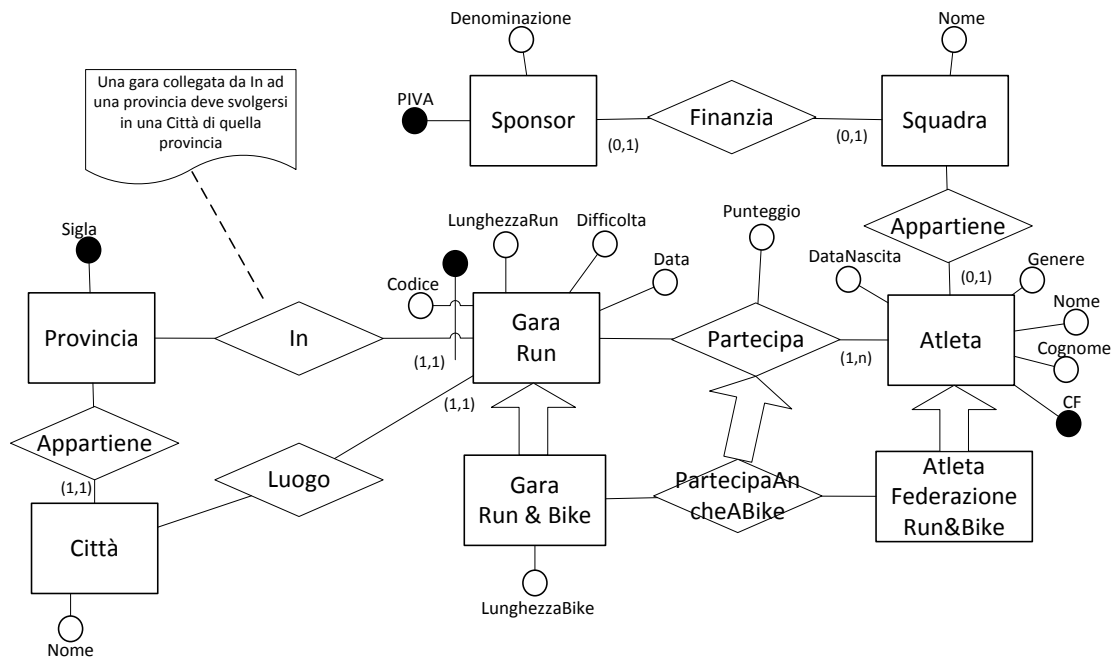 Denominazione
Nome
Una gara collegata da In ad
una provincia deve svolgersi
in una Città di quella
provincia
PIVA
Sponsor
Finanzia
Squadra
(0,1)
(0,1)
Sigla
LunghezzaRun
Difficolta
Punteggio
Appartiene
DataNascita
Genere
Codice
Data
(0,1)
Nome
Provincia
In
Gara
Run
Partecipa
Atleta
Cognome
(1,1)
(1,n)
(1,1)
CF
Appartiene
(1,1)
Luogo
Gara
Run & Bike
PartecipaAn
cheABike
Atleta
Federazione
Run&Bike
Città
LunghezzaBike
Nome